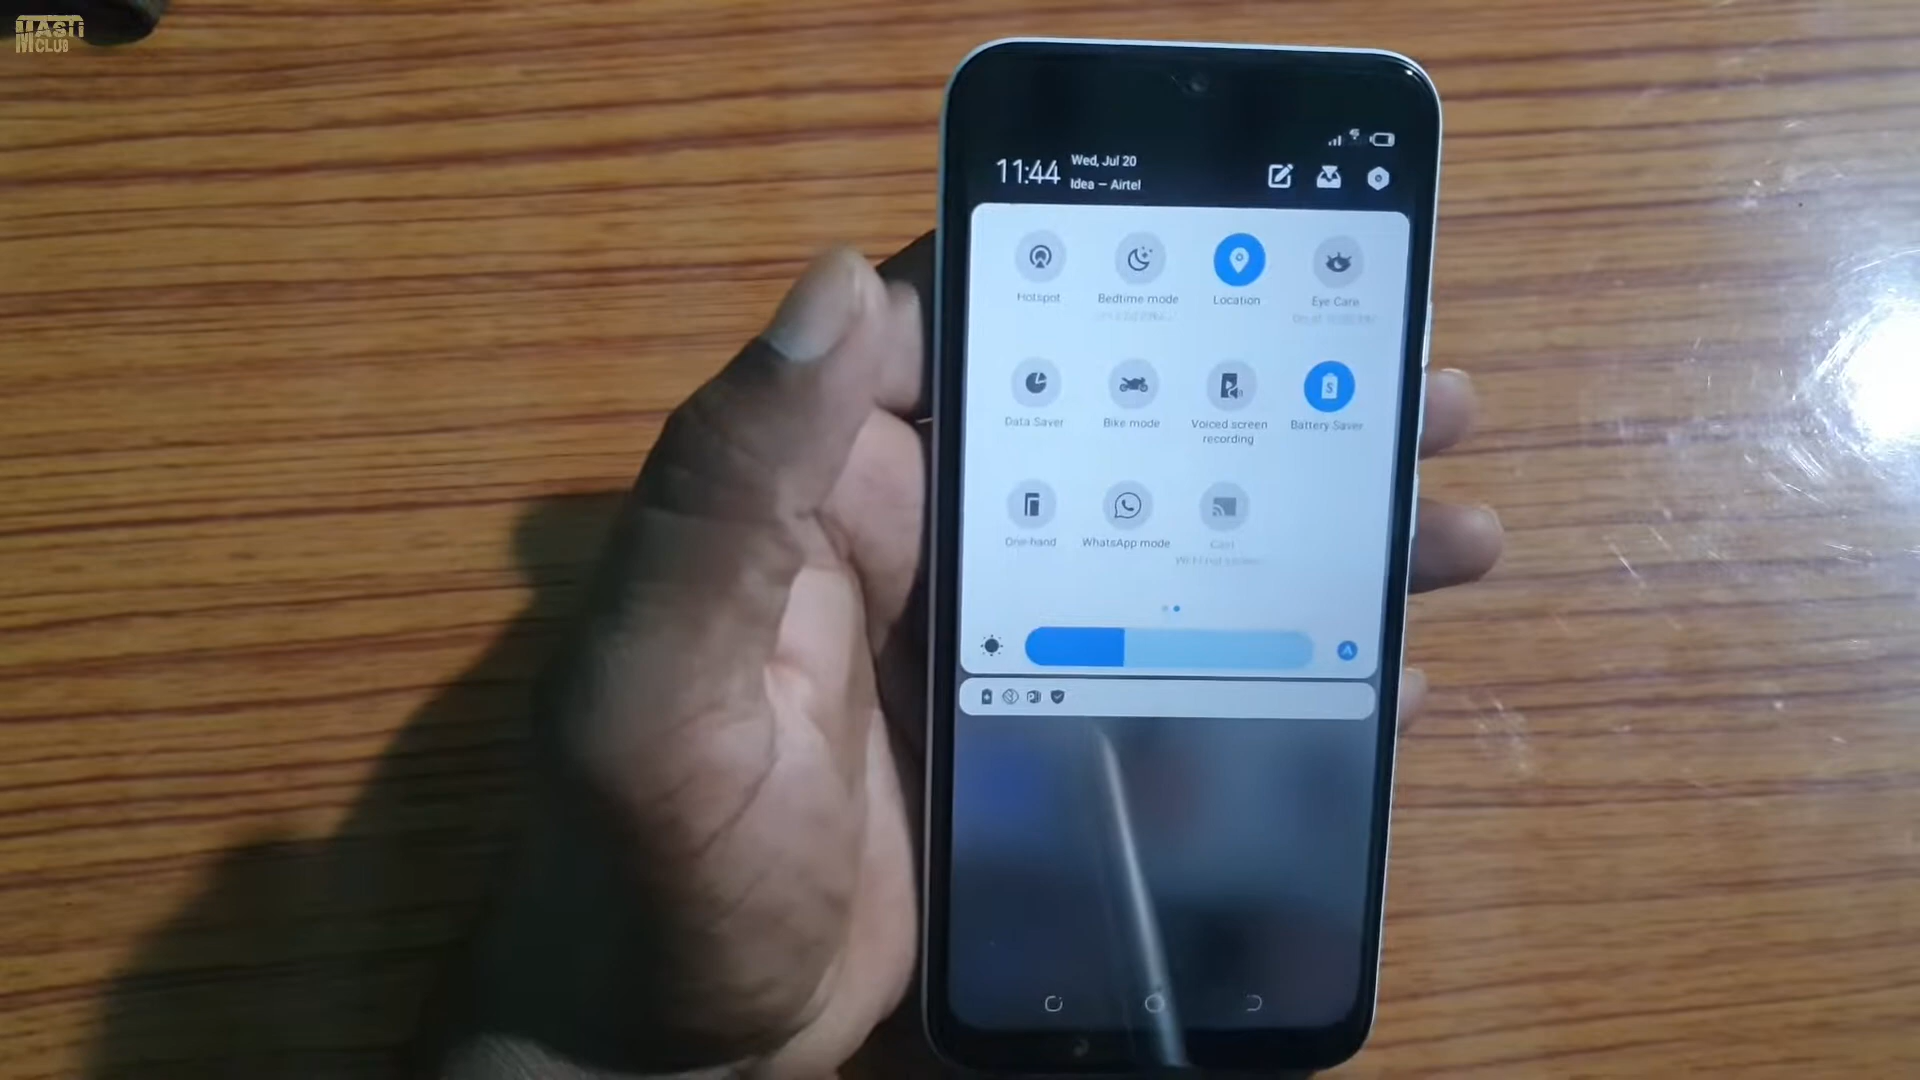 MASTI
M CLUB
11:44
Wed, Jul 20
Idea — Airtel
Hotspot
Bedtime mode
Location
Eye Care
Data Saver
Bike mode
Voiced screen
recording
Battery Saver
One-hand
WhatsApp mode
Cast